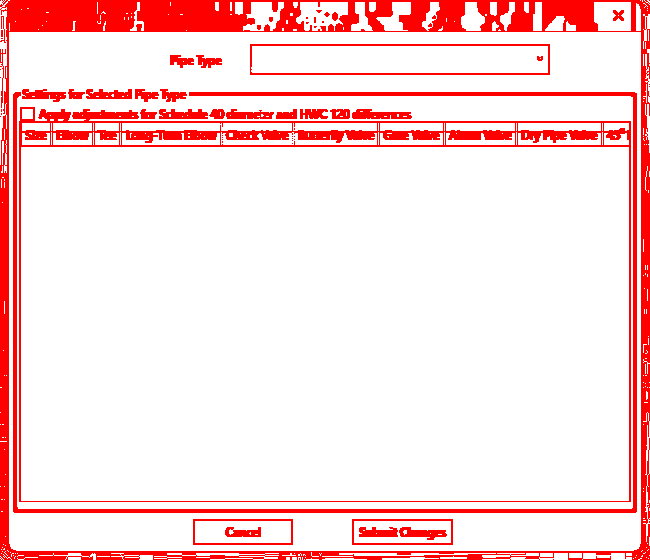 Pipe Type
Settings for Selected Pipe Type
Apply adjustments for Schedule 40 diameter and HWC 120 differences
Size Elbow Tee Long-Turn Elbow Check Valve Butterfly Valve Gate Valve Alarm Valve Dry Pipe Valve 45°
Cancel Submit Changes